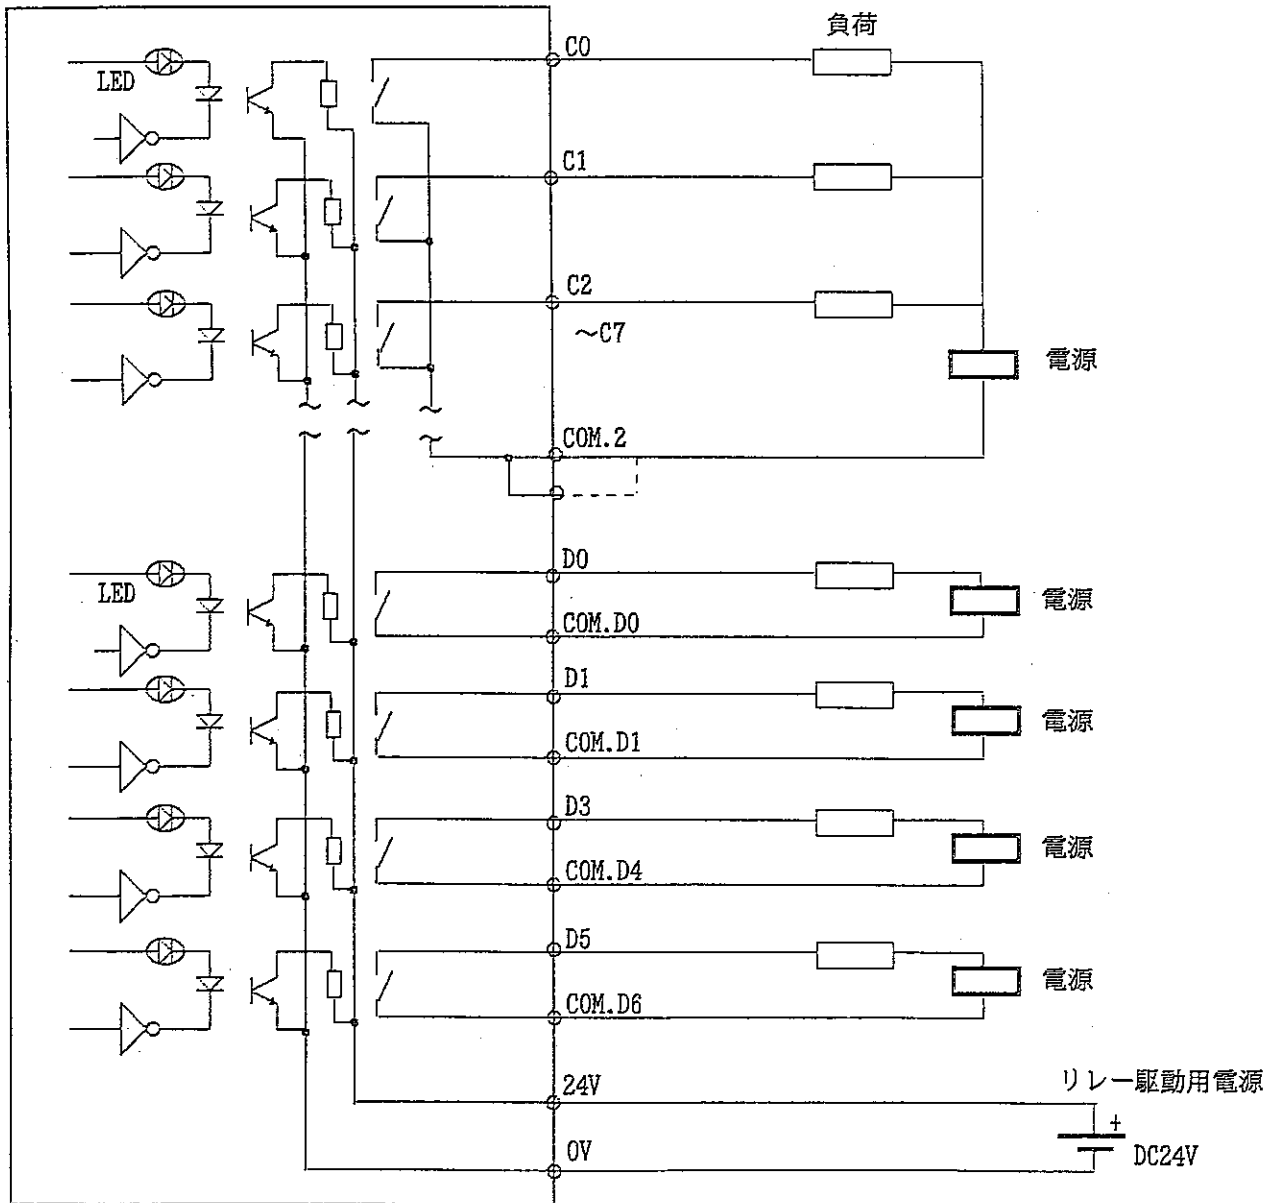 負荷
C0
LED
C1
C2
～C7
電源
COM.2
D0
LED
電源
COM.D0
D1
電源
COM.D1
D3
電源
COM.D4
D5
電源
COM.D6
24V
リレー駆動用電源
+
0V
DC24V